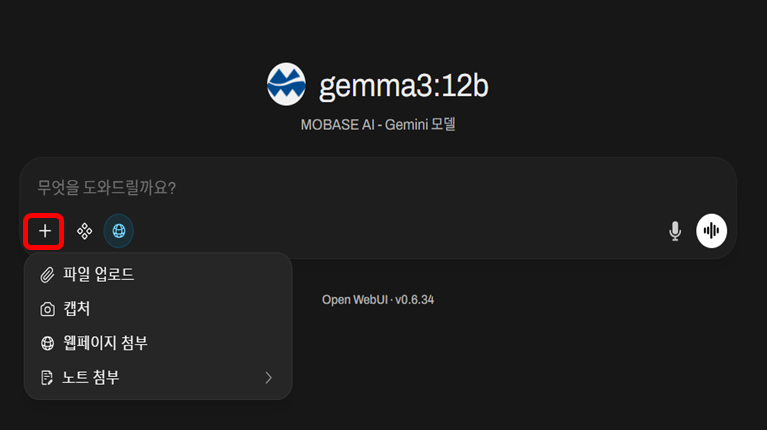 gemma3:12b
MOBASE AI - Gemini 모델
무엇을 도와드릴까요?
파일 업로드
캡처
웹페이지 첨부
노트 첨부
Open WebUI · v0.6.34